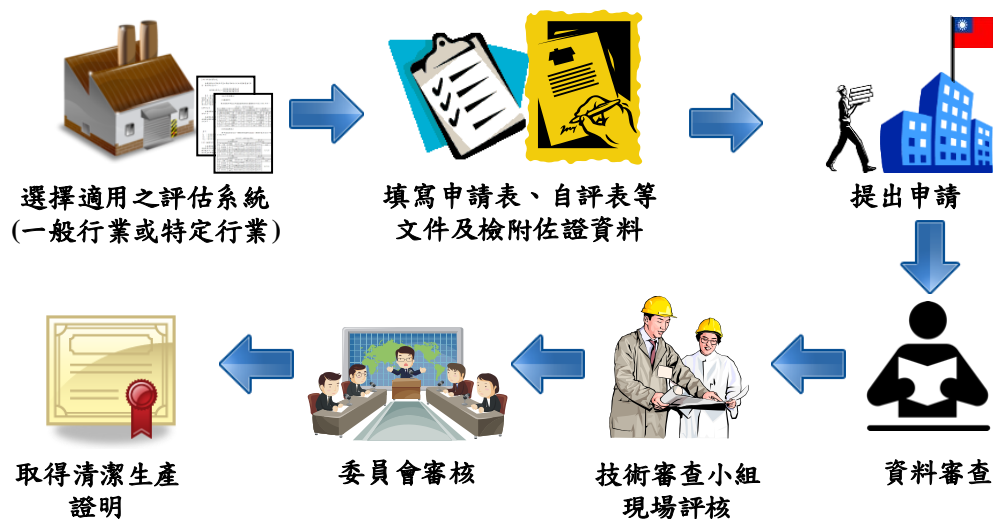 選擇適用之評估系統
(一般行業或特定行業)
填寫申請表、自評表等
文件及檢附佐證資料
提出申請
資料審查
技術審查小組
現場評核
委員會審核
取得清潔生產
證明